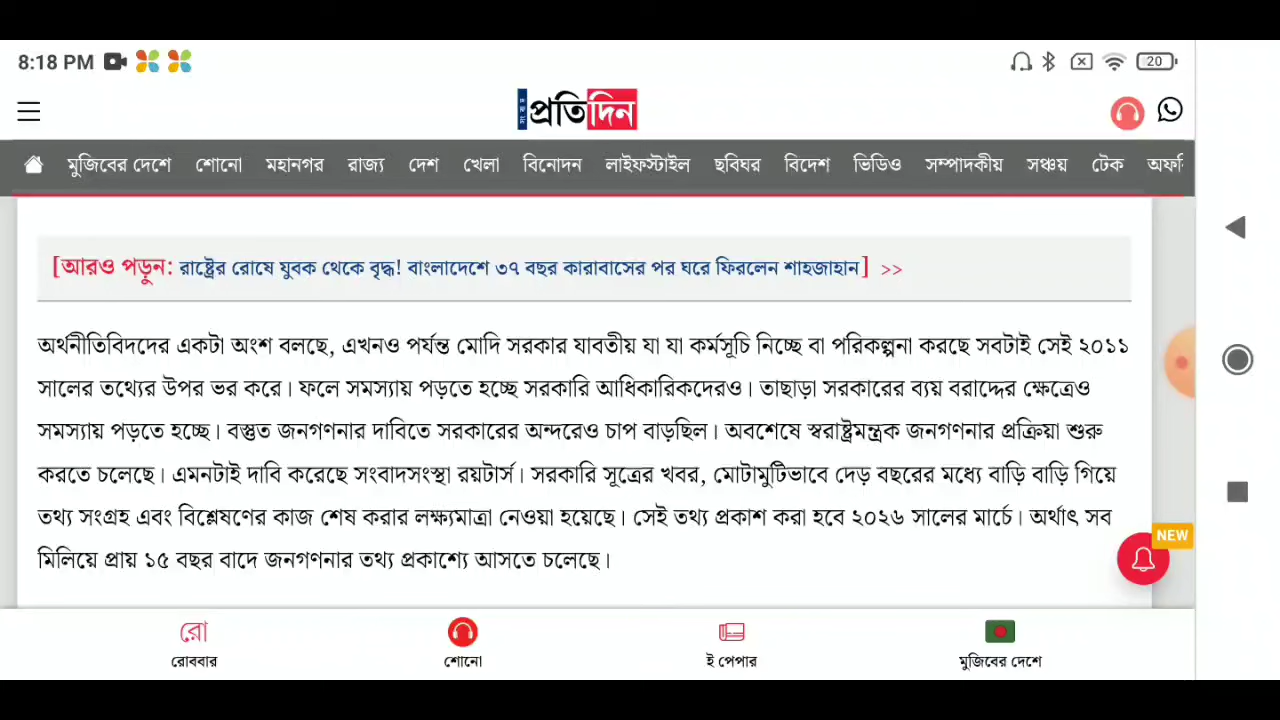 8:18 PM
20
প্রতিদিন
মুজিবের দেশে শোনো মহানগর রাজ্য দেশ খেলা বিনোদন লাইফস্টাইল ছবিঘর বিদেশ ভিডিও সম্পাদকীয় সঞ্চয় টেক
[আরও পড়ুন: রাষ্ট্রের রোষে যুবক থেকে বৃদ্ধ! বাংলাদেশে ৩৭ বছর কারাবাসের পর ঘরে ফিরলেন শাহজাহান] >>
অর্থনীতিবিদদের একটা অংশ বলছে, এখনও পর্যন্ত মোদি সরকার যাবতীয় যা যা কর্মসূচি নিচ্ছে বা পরিকল্পনা করছে সবটাই সেই ২০১১
সালের তথ্যের উপর ভর করে। ফলে সমস্যায় পড়তে হচ্ছে সরকারি আধিকারিকদেরও। তাছাড়া সরকারের ব্যয় বরাদ্দের ক্ষেত্রেও
সমস্যায় পড়তে হচ্ছে। বস্তুত জনগণনার দাবিতে সরকারের অন্দরেও চাপ বাড়ছিল। অবশেষে স্বরাষ্ট্রমন্ত্রক জনগণনার প্রক্রিয়া শুরু
করতে চলেছে। এমনটাই দাবি করেছে সংবাদসংস্থা রয়টার্স। সরকারি সূত্রের খবর, মোটামুটিভাবে দেড় বছরের মধ্যে বাড়ি বাড়ি গিয়ে
তথ্য সংগ্রহ এবং বিশ্লেষণের কাজ শেষ করার লক্ষ্যমাত্রা নেওয়া হয়েছে। সেই তথ্য প্রকাশ করা হবে ২০২৬ সালের মার্চে। অর্থাৎ সব
মিলিয়ে প্রায় ১৫ বছর বাদে জনগণনার তথ্য প্রকাশ্যে আসতে চলেছে।
NEW
রো
রোববার শোনো ই পেপার মুজিবের দেশে